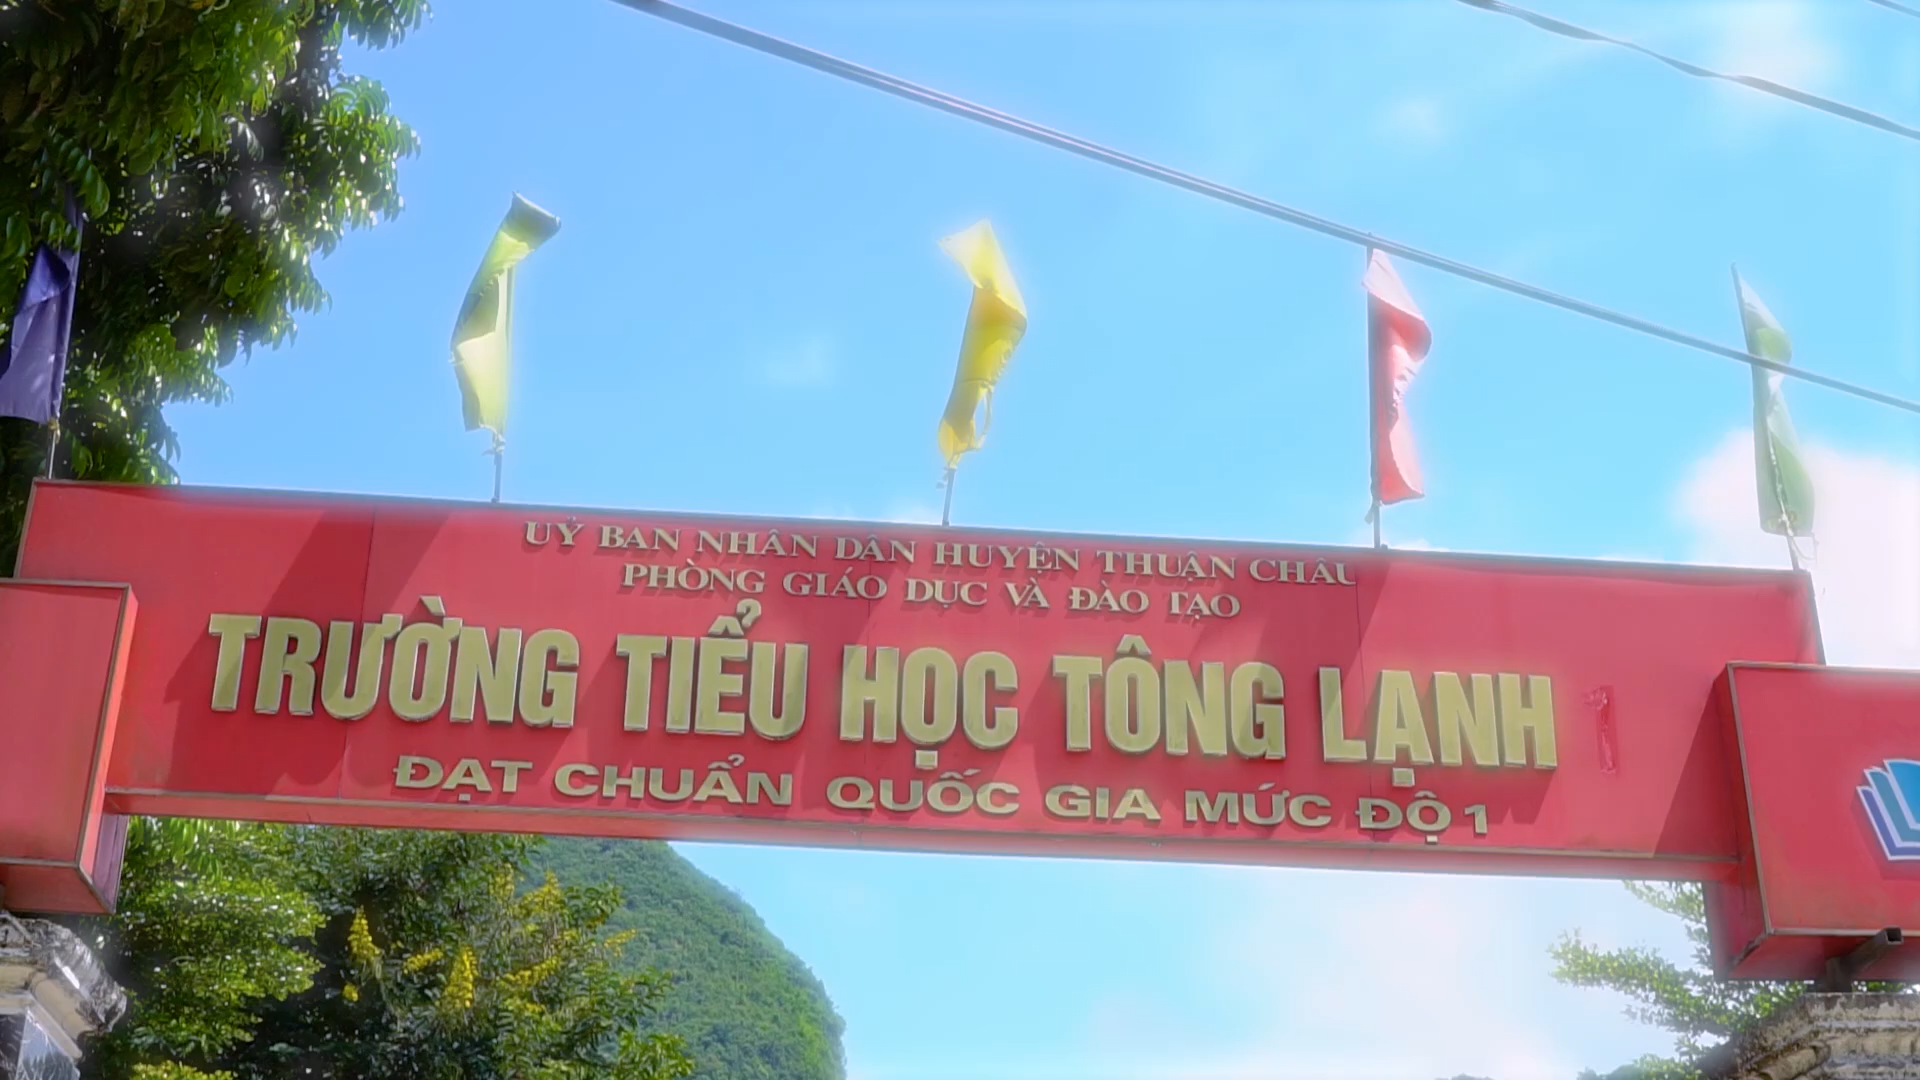 UỶ BAN NHÂN DÂN HUYỆN THUẬN CHÂU
PHÒNG GIÁO DỤC VÀ ĐÀO TẠO
TRƯỜNG TIỂU HỌC TÔNG LẠNH 1
ĐẠT CHUẨN QUỐC GIA MỨC ĐỘ 1